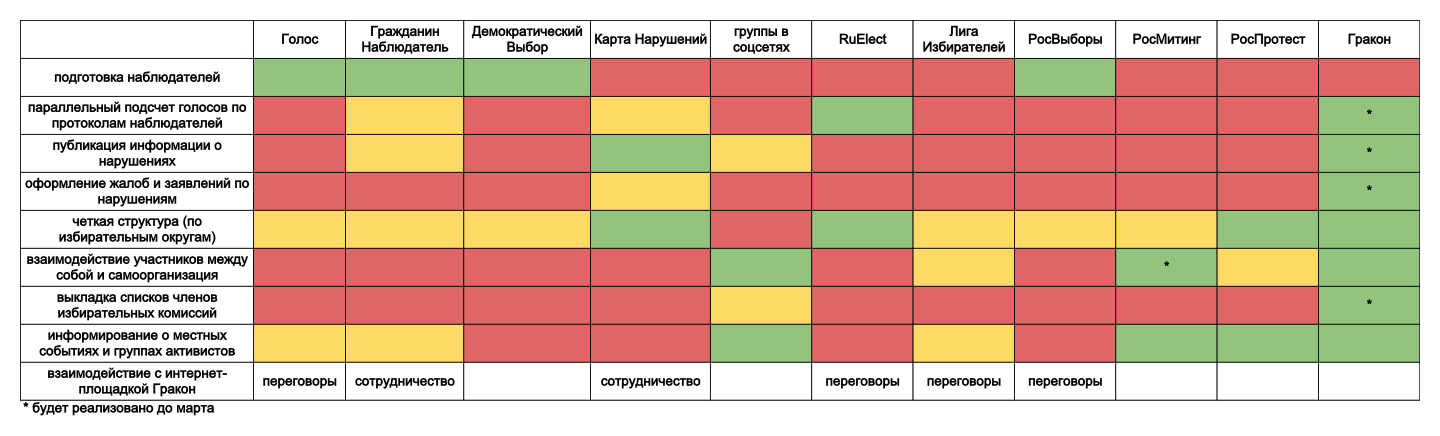 Голос
Гражданин
Наблюдатель
Демократический
Выбор
Карта Нарушений
группы в
соцсетях
RuElect
Лига
Избирателей
РосВыборы
РосМитинг
РосПротест
Гракон
подготовка наблюдателей
параллельный подсчет голосов по
протоколам наблюдателей
*
публикация информации о
нарушениях
*
оформление жалоб и заявлений по
нарушениям
*
четкая структура (по
избирательным округам)
взаимодействие участников между
собой и самоорганизация
*
выкладка списков членов
избирательных комиссий
*
информирование о местных
событиях и группах активистов
взаимодействие с интернет-
площадкой Гракон
переговоры
сотрудничество
сотрудничество
переговоры
переговоры
переговоры
* будет реализовано до марта